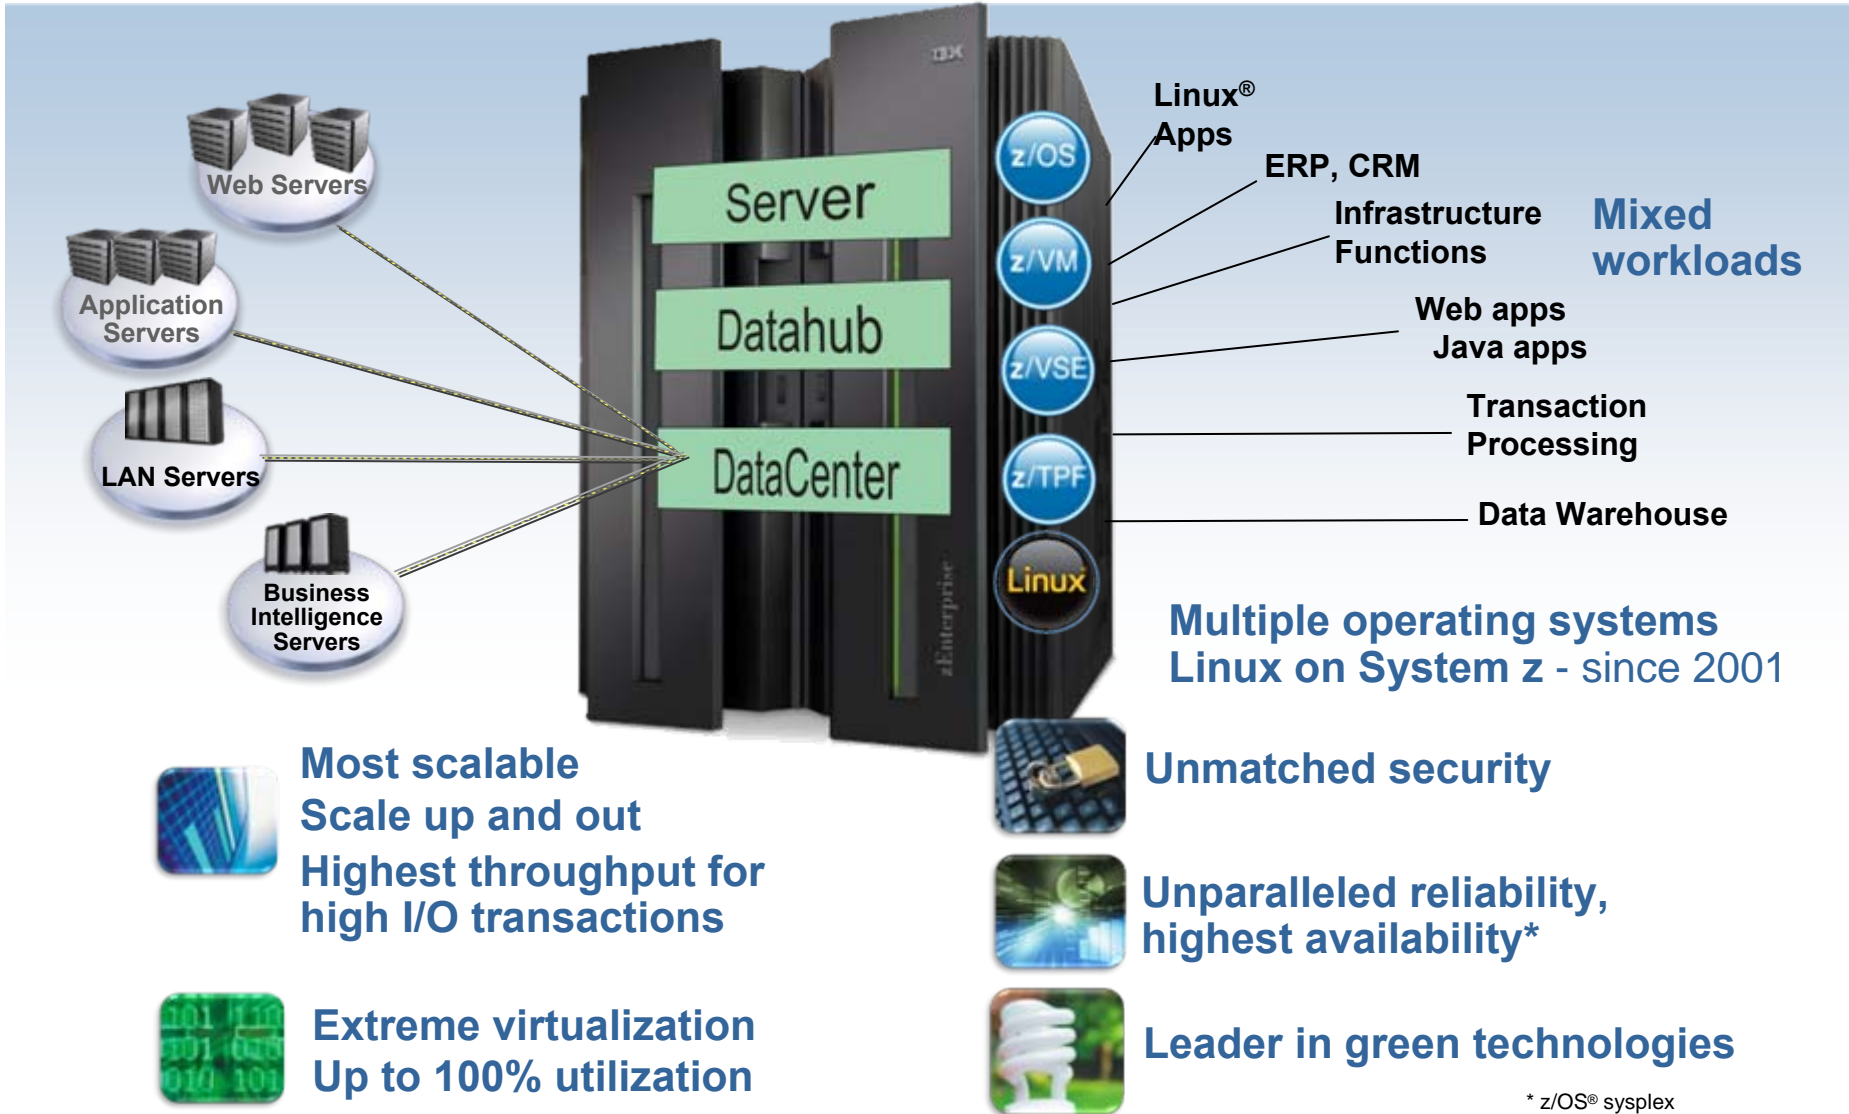 IBM
Web Servers
Application
Servers
LAN Servers
Business
Intelligence
Servers
Server
Datahub
DataCenter
zEnterprise
z/OS
z/VM
z/VSE
z/TPF
Linux
Linux®
Apps
ERP, CRM
Infrastructure
Functions
Mixed
workloads
Web apps
Java apps
Transaction
Processing
Data Warehouse
Multiple operating systems
Linux on System z - since 2001
Most scalable
Scale up and out
Highest throughput for
high I/O transactions
Extreme virtualization
Up to 100% utilization
Unmatched security
Unparalleled reliability,
highest availability*
Leader in green technologies
* z/OS® sysplex